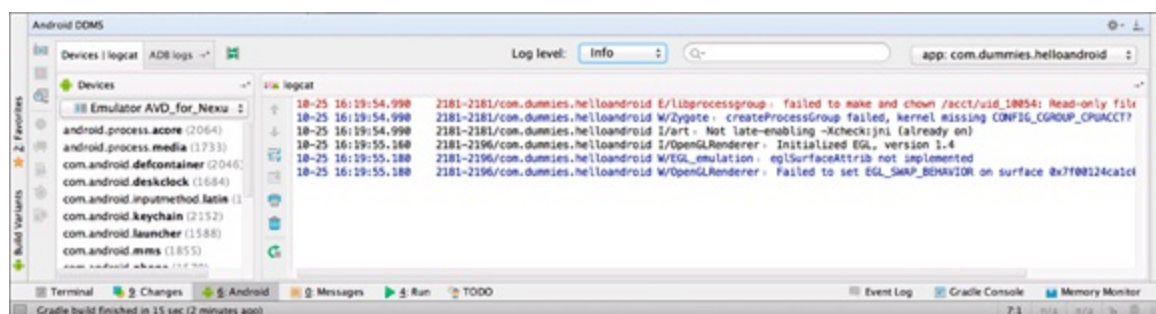 Android DDMS
Devices | logcat
ADB logs
Log level:
Info
app: com.dummies.helloandroid
Devices
logcat
Emulator AVD_for_Nexu
android.process.acore (2064)
android.process.media (1733)
com.android.defcontainer (2046)
com.android.deskclock (1684)
com.android.inputmethod.latin (1
com.android.keychain (2152)
com.android.launcher (1588)
com.android.mms (1855)
10-25 16:19:54.990 2181-2181/com.dummies.helloandroid E/libprocessgroup﹕ failed to make and chown /acct/uid_10054: Read-only file
10-25 16:19:54.990 2181-2181/com.dummies.helloandroid W/Zygote﹕ createProcessGroup failed, kernel missing CONFIG_CGROUP_CPUACCT?
10-25 16:19:54.990 2181-2181/com.dummies.helloandroid I/art﹕ Not late-enabling -Xcheck:jni (already on)
10-25 16:19:55.160 2181-2196/com.dummies.helloandroid I/OpenGLRenderer﹕ Initialized EGL, version 1.4
10-25 16:19:55.180 2181-2196/com.dummies.helloandroid W/EGL_emulation﹕ eglSurfaceAttrib not implemented
10-25 16:19:55.180 2181-2196/com.dummies.helloandroid W/OpenGLRenderer﹕ Failed to set EGL_SWAP_BEHAVIOR on surface 0x7f00124ca1c
2: Favorites
Build Variants
Terminal
9: Changes
6: Android
0: Messages
4: Run
TODO
Event Log
Gradle Console
Memory Monitor
Gradle build finished in 15 sec (2 minutes ago)
7:1
n/a
n/a